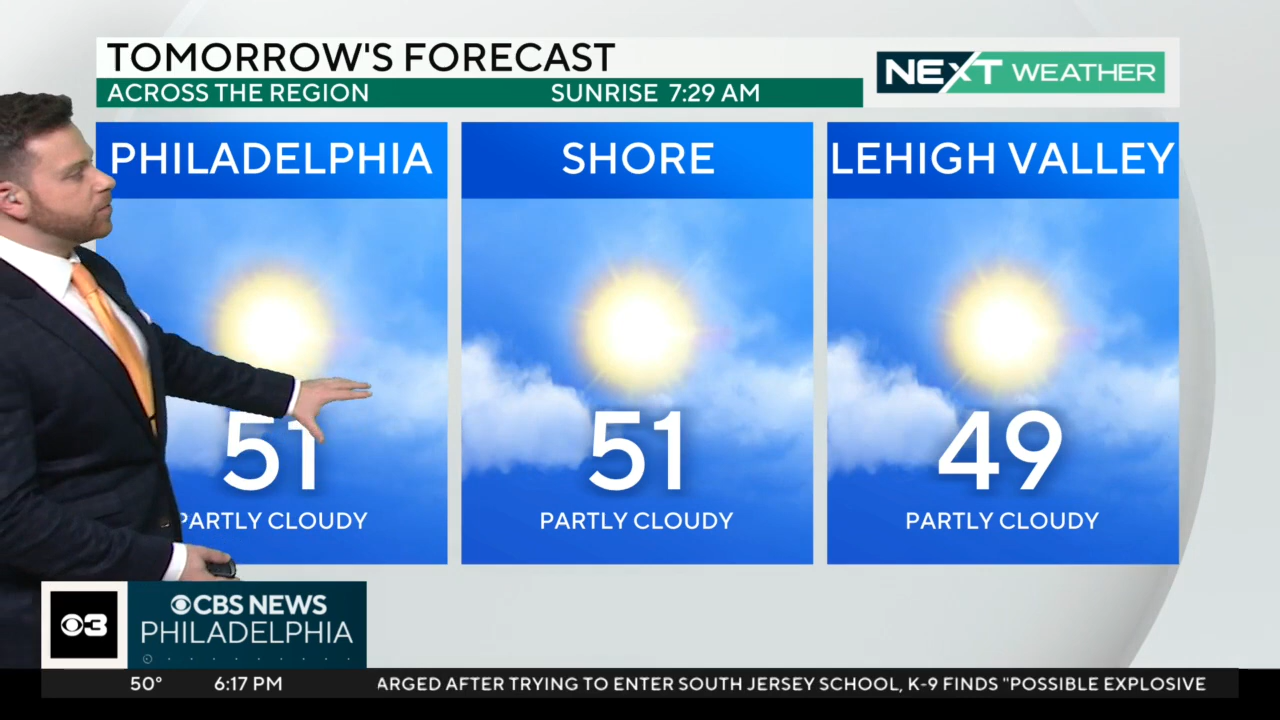 TOMORROW'S FORECAST
ACROSS THE REGION SUNRISE 7:29 AM
NEXT WEATHER
PHILADELPHIA
51
PARTLY CLOUDY
SHORE
51
PARTLY CLOUDY
LEHIGH VALLEY
49
PARTLY CLOUDY
3
CBS NEWS
PHILADELPHIA
50° 6:17 PM ARGED AFTER TRYING TO ENTER SOUTH JERSEY SCHOOL, K-9 FINDS "POSSIBLE EXPLOSIVE